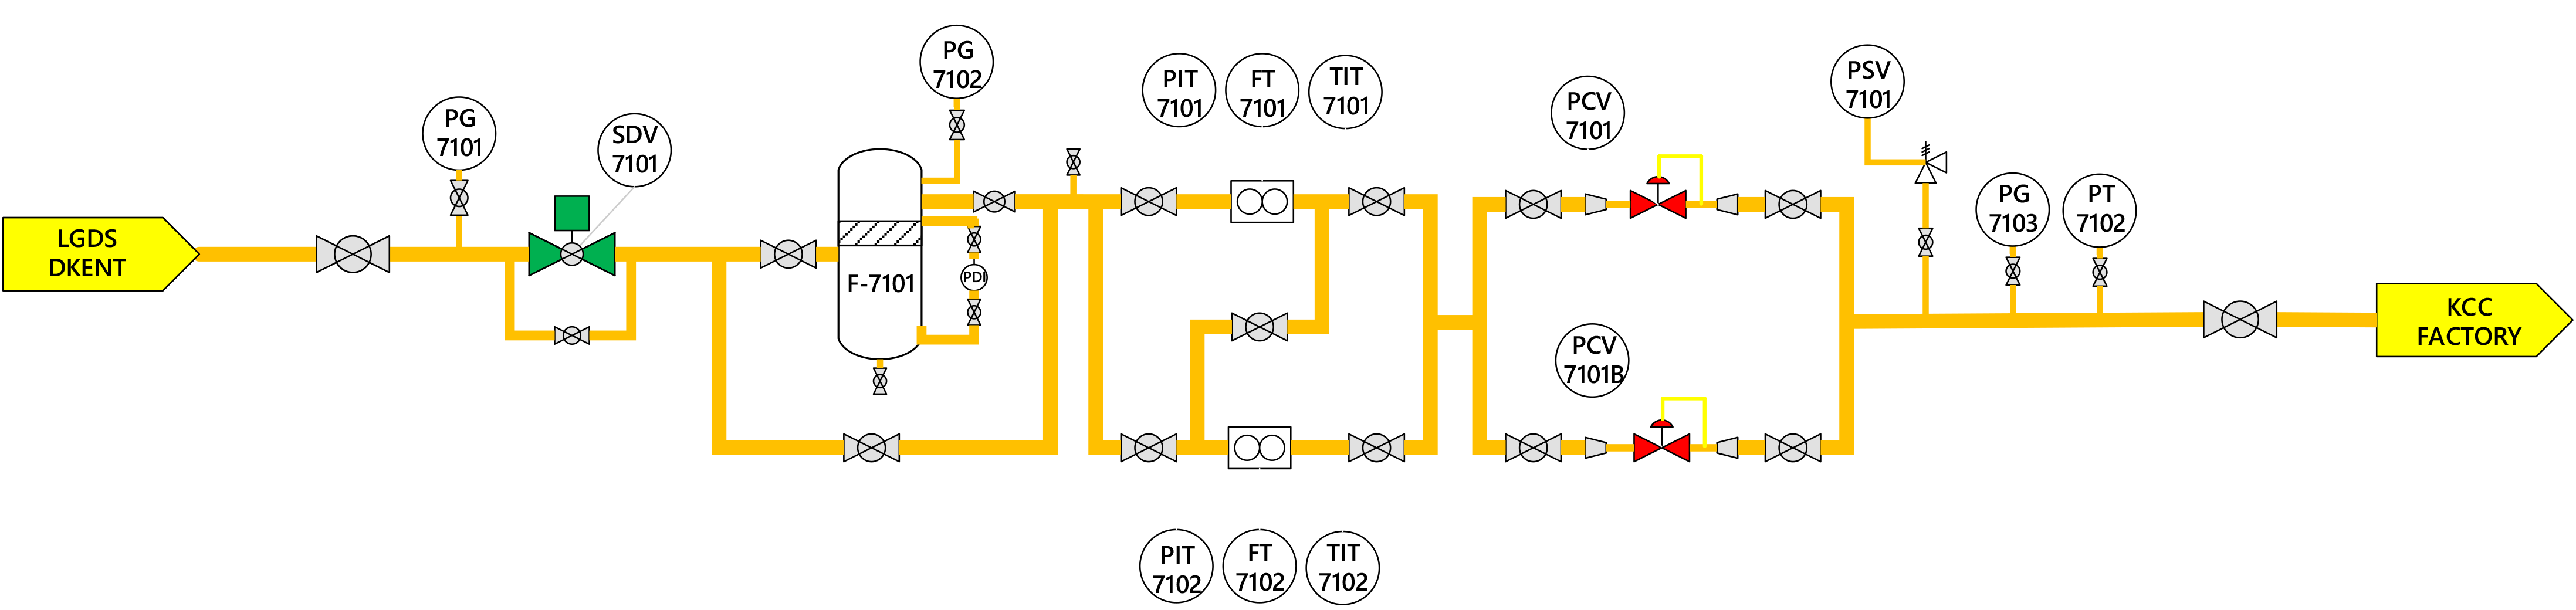 PG
7102
PIT
7101
FT
7101
TIT
7101
PSV
7101
PCV
7101
PG
7101
SDV
7101
PG
7103
PT
7102
LGDS
DKENT
F-7101
PDI
KCC
FACTORY
PCV
7101B
PIT
7102
FT
7102
TIT
7102